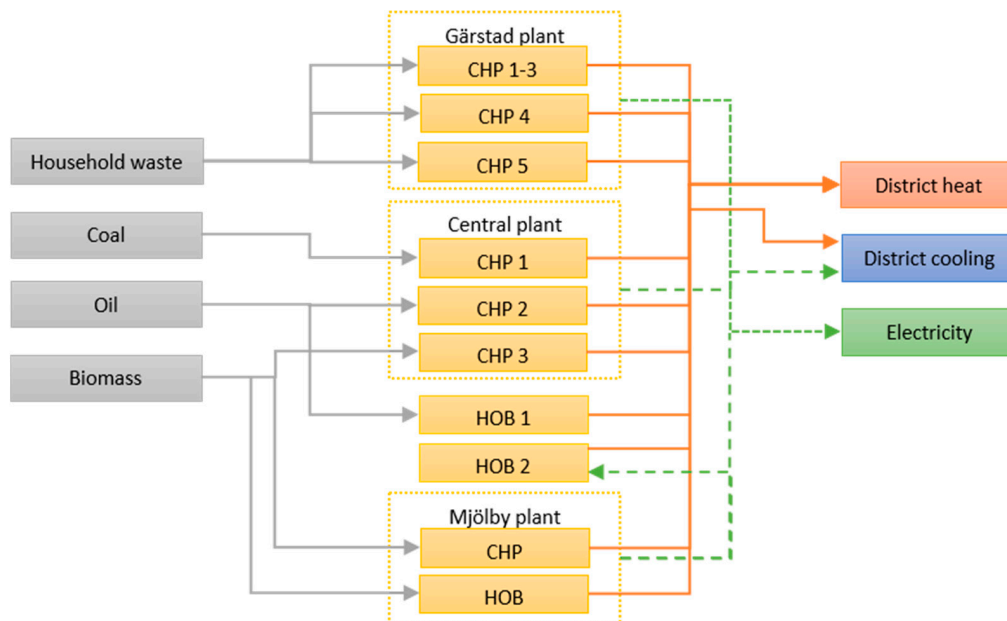 Household waste
Coal
Oil
Biomass
Gärstad plant
CHP 1-3
CHP 4
CHP 5
Central plant
CHP 1
CHP 2
CHP 3
HOB 1
HOB 2
Mjölby plant
CHP
HOB
District heat
District cooling
Electricity